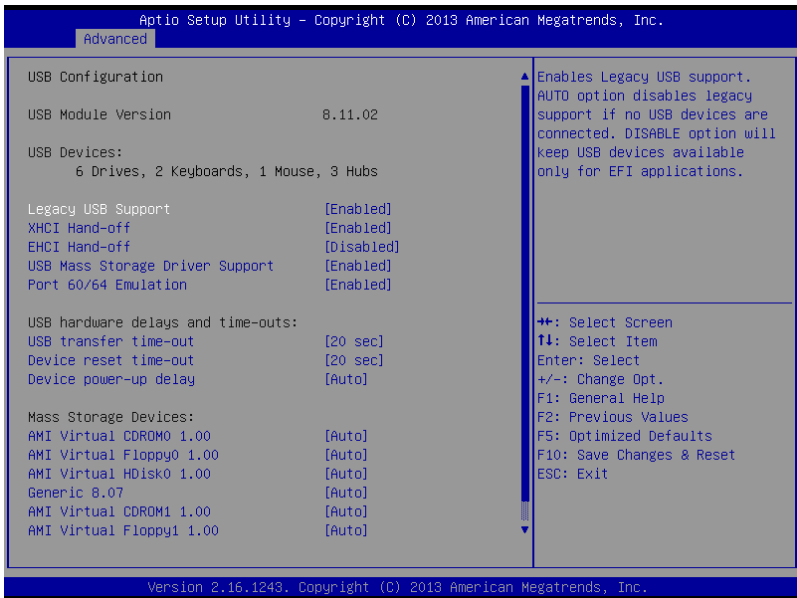 Aptio Setup Utility – Copyright (C) 2013 American Megatrends, Inc.
Advanced
USB Configuration
USB Module Version 8.11.02
USB Devices:
6 Drives, 2 Keyboards, 1 Mouse, 3 Hubs
Legacy USB Support [Enabled]
XHCI Hand-off [Enabled]
EHCI Hand-off [Disabled]
USB Mass Storage Driver Support [Enabled]
Port 60/64 Emulation [Enabled]
USB hardware delays and time-outs:
USB transfer time-out [20 sec]
Device reset time-out [20 sec]
Device power-up delay [Auto]
Mass Storage Devices:
AMI Virtual CDROM0 1.00 [Auto]
AMI Virtual Floppy0 1.00 [Auto]
AMI Virtual HDisk0 1.00 [Auto]
Generic 8.07 [Auto]
AMI Virtual CDROM1 1.00 [Auto]
AMI Virtual Floppy1 1.00 [Auto]
Enables Legacy USB support.
AUTO option disables legacy
support if no USB devices are
connected. DISABLE option will
keep USB devices available
only for EFI applications.
→←: Select Screen
↑↓: Select Item
Enter: Select
+/-: Change Opt.
F1: General Help
F2: Previous Values
F5: Optimized Defaults
F10: Save Changes & Reset
ESC: Exit
Version 2.16.1243. Copyright (C) 2013 American Megatrends, Inc.